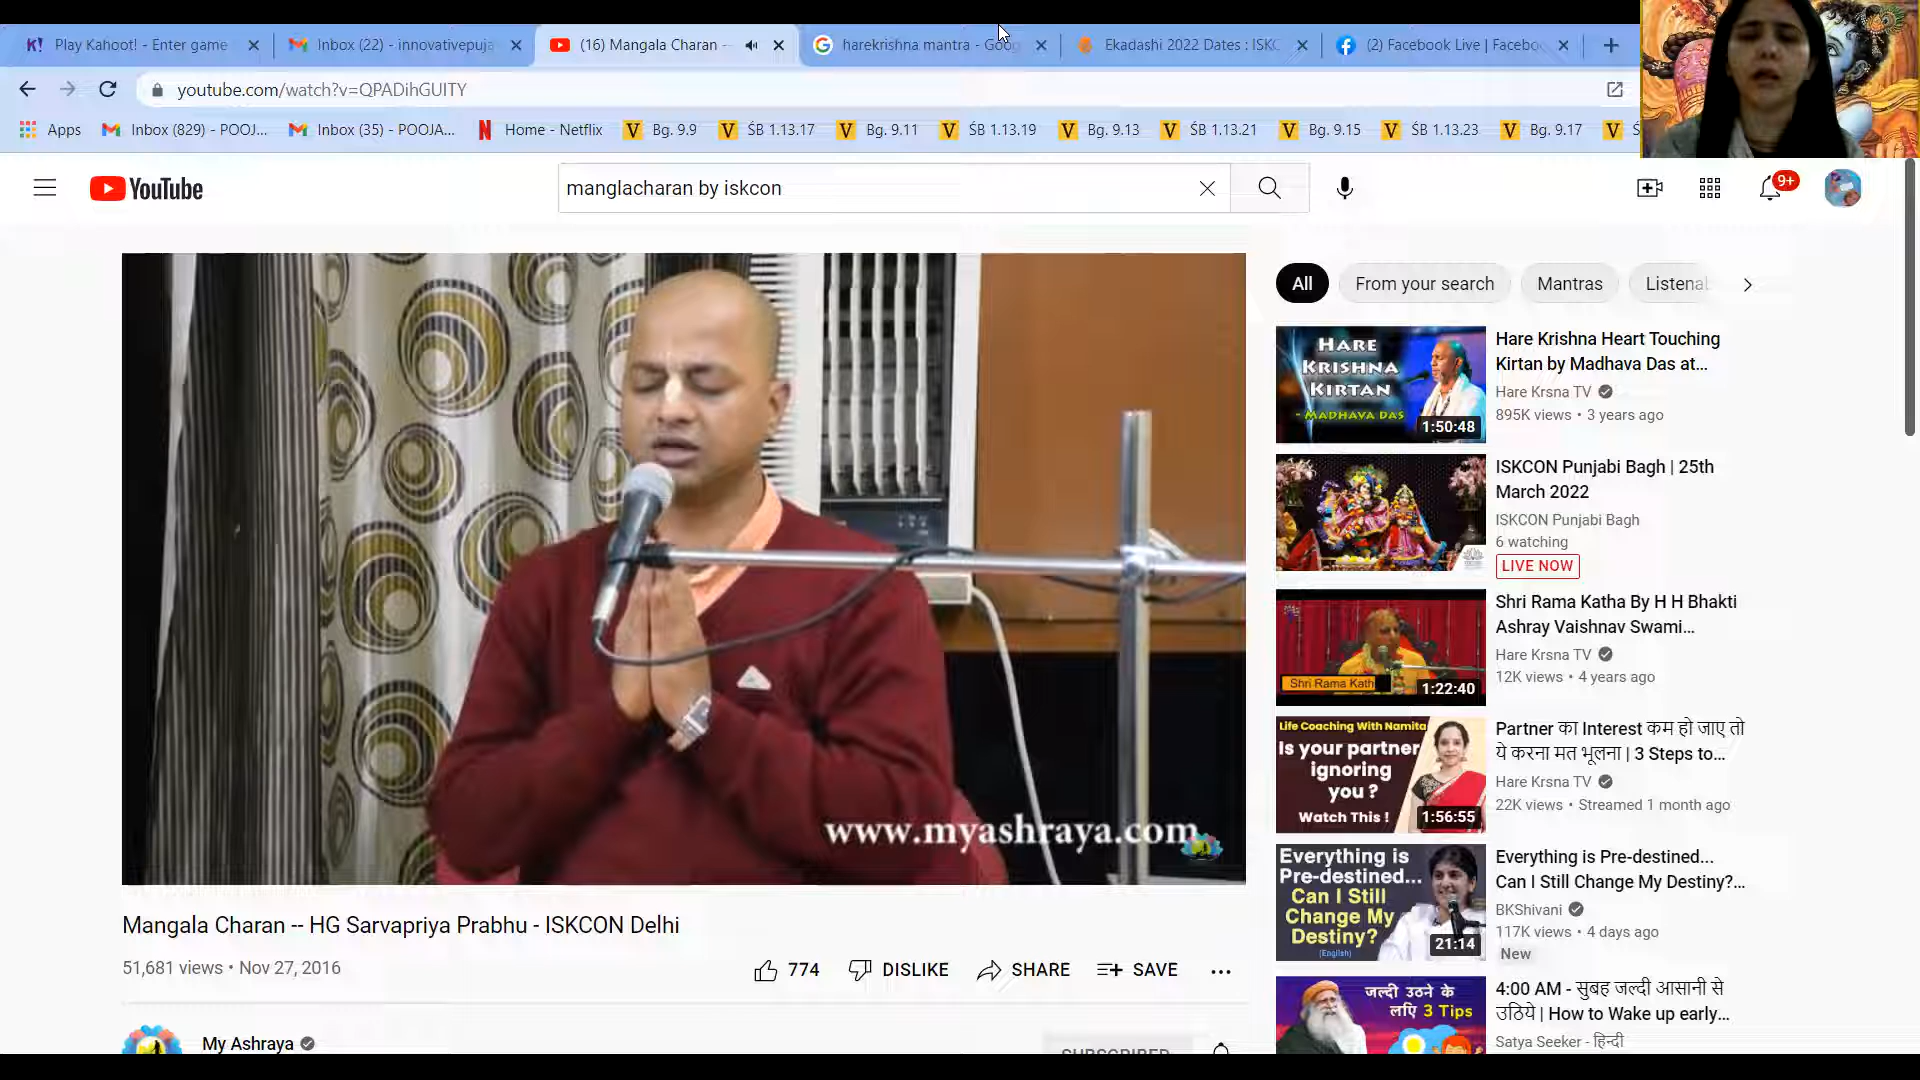 Play Kahoot! - Enter game
Inbox (22) - innovativepuja
(16) Mangala Charan --
harekrishna mantra - Goog
Ekadashi 2022 Dates : ISKC
(2) Facebook Live | Facebo
youtube.com/watch?v=QPADihGUITY
Apps
Inbox (829) - POOJ...
Inbox (35) - POOJA...
Home - Netflix
Bg. 9.9
ŚB 1.13.17
Bg. 9.11
ŚB 1.13.19
Bg. 9.13
ŚB 1.13.21
Bg. 9.15
ŚB 1.13.23
Bg. 9.17
YouTube
manglacharan by iskcon
9+
www.myashraya.com
Mangala Charan -- HG Sarvapriya Prabhu - ISKCON Delhi
51,681 views • Nov 27, 2016
774
DISLIKE
SHARE
SAVE
My Ashraya
SUBSCRIBED
All
From your search
Mantras
Listenal
HARE
KRISHNA
KIRTAN
- MADHAVA DAS
1:50:48
Hare Krishna Heart Touching
Kirtan by Madhava Das at...
Hare Krsna TV
895K views • 3 years ago
ISKCON Punjabi Bagh | 25th
March 2022
ISKCON Punjabi Bagh
6 watching
LIVE NOW
Shri Rama Kath
1:22:40
Shri Rama Katha By H H Bhakti
Ashray Vaishnav Swami...
Hare Krsna TV
12K views • 4 years ago
Life Coaching With Namita
Is your partner
ignoring
you ?
Watch This !
1:56:55
Partner का Interest कम हो जाए तो
ये करना मत भूलना | 3 Steps to...
Hare Krsna TV
22K views • Streamed 1 month ago
Everything is
Pre-destined...
Can I Still
Change My
Destiny?
(English)
21:14
Everything is Pre-destined...
Can I Still Change My Destiny?...
BKShivani
117K views • 4 days ago
New
जल्दी उठने के
लिए 3 Tips
4:00 AM - सुबह जल्दी आसानी से
उठिये | How to Wake up early...
Satya Seeker - हिन्दी